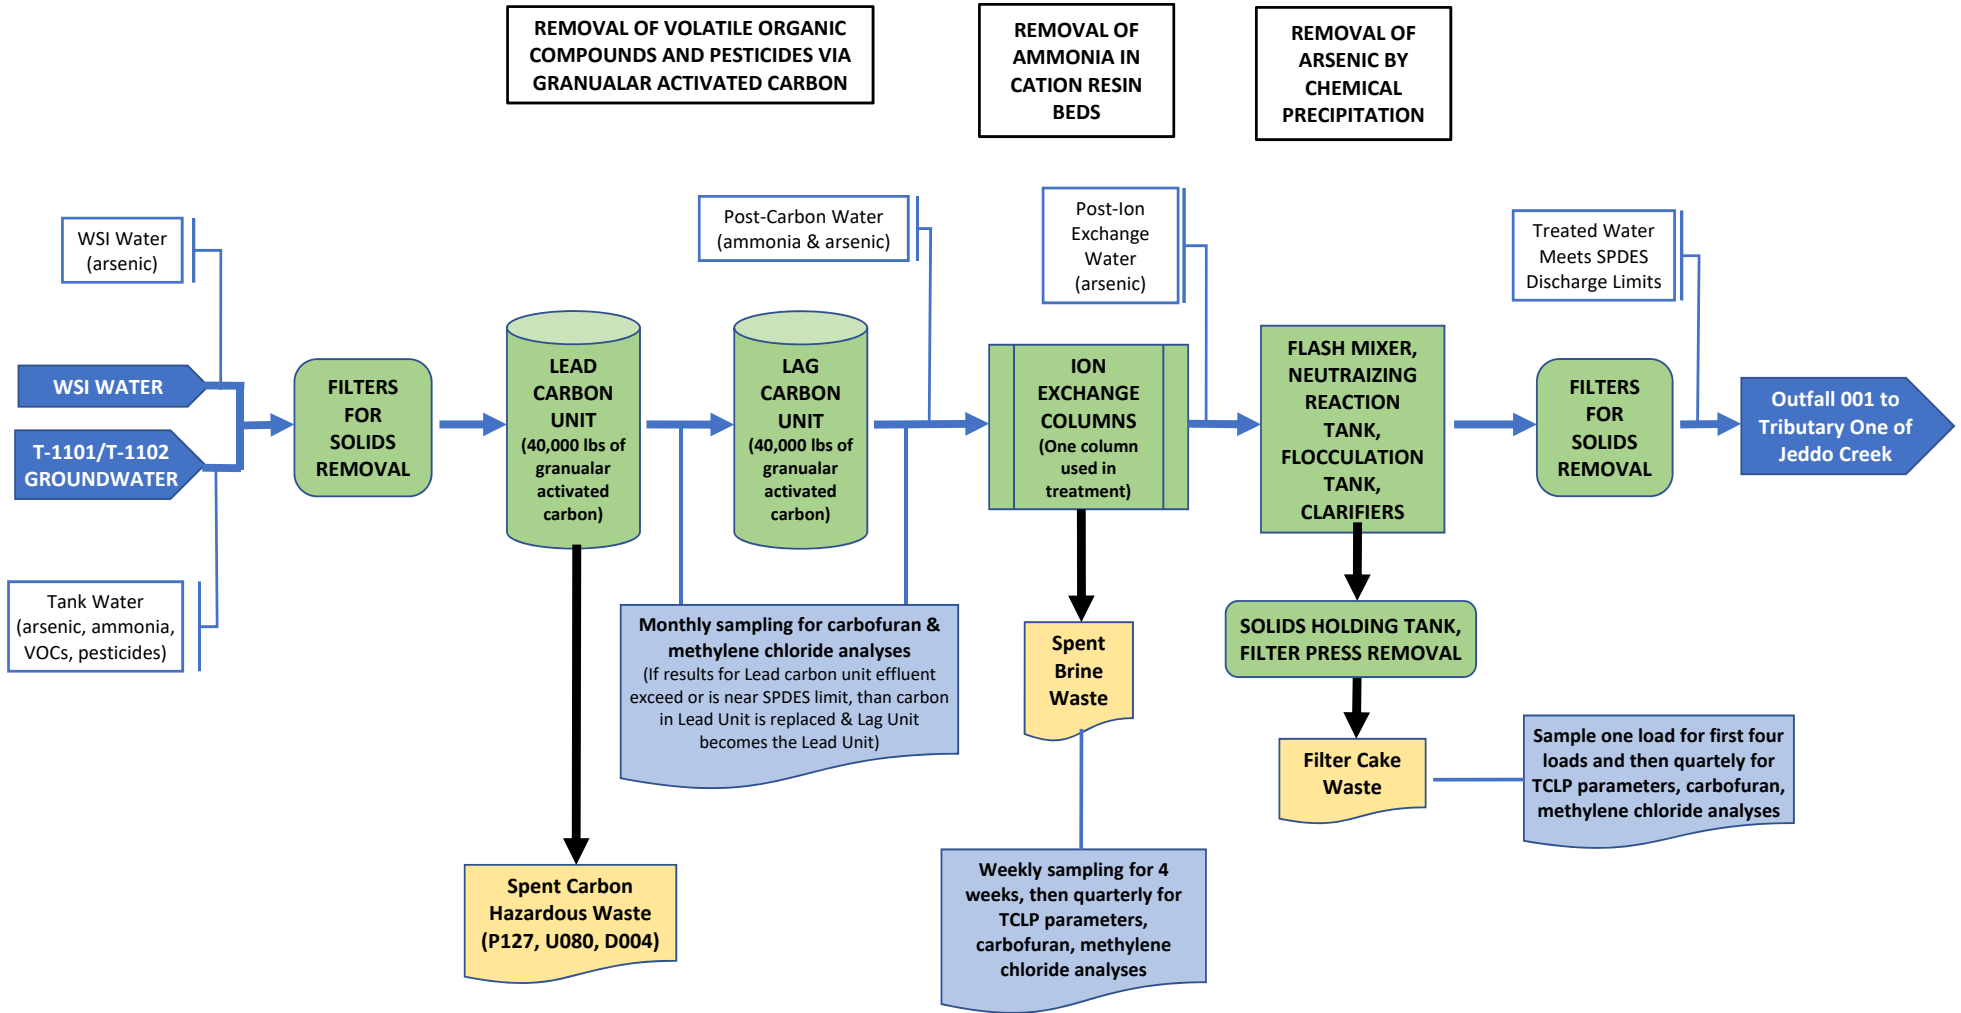 REMOVAL OF VOLATILE ORGANIC
COMPOUNDS AND PESTICIDES VIA
GRANUALAR ACTIVATED CARBON
REMOVAL OF
AMMONIA IN
CATION RESIN
BEDS
REMOVAL OF
ARSENIC BY
CHEMICAL
PRECIPITATION
WSI Water
(arsenic)
Post-Carbon Water
(ammonia & arsenic)
Post-Ion
Exchange
Water
(arsenic)
Treated Water
Meets SPDES
Discharge Limits
WSI WATER
T-1101/T-1102
GROUNDWATER
FILTERS
FOR
SOLIDS
REMOVAL
LEAD
CARBON
UNIT
(40,000 lbs of
granualar
activated
carbon)
LAG
CARBON
UNIT
(40,000 lbs of
granualar
activated
carbon)
ION
EXCHANGE
COLUMNS
(One column
used in
treatment)
FLASH MIXER,
NEUTRAIZING
REACTION
TANK,
FLOCCULATION
TANK,
CLARIFIERS
FILTERS
FOR
SOLIDS
REMOVAL
Outfall 001 to
Tributary One of
Jeddo Creek
Tank Water
(arsenic, ammonia,
VOCs, pesticides)
Monthly sampling for carbofuran &
methylene chloride analyses
(If results for Lead carbon unit effluent
exceed or is near SPDES limit, than carbon
in Lead Unit is replaced & Lag Unit
becomes the Lead Unit)
Spent
Brine
Waste
SOLIDS HOLDING TANK,
FILTER PRESS REMOVAL
Filter Cake
Waste
Sample one load for first four
loads and then quartely for
TCLP parameters, carbofuran,
methylene chloride analyses
Spent Carbon
Hazardous Waste
(P127, U080, D004)
Weekly sampling for 4
weeks, then quarterly for
TCLP parameters,
carbofuran, methylene
chloride analyses